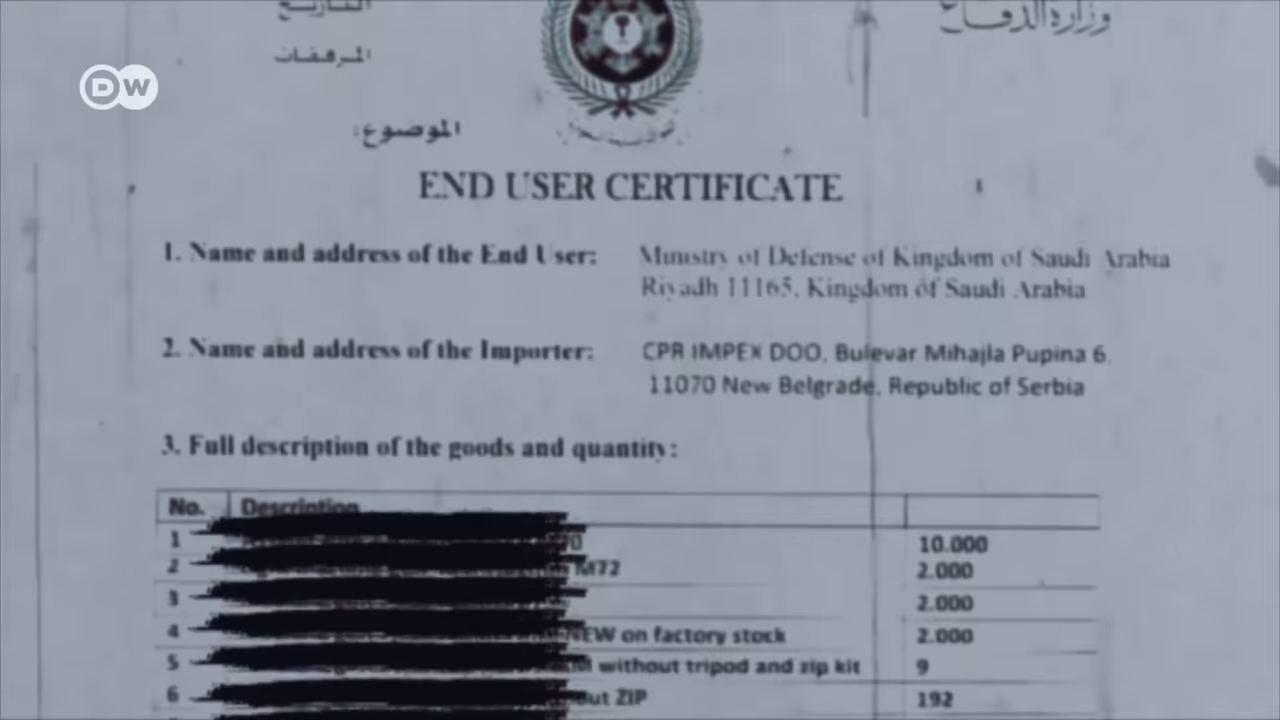 التاريخ
وزارة الدفاع
المرفقات
DW
الموضوع:
END USER CERTIFICATE
1. Name and address of the End User: Ministry of Defense of Kingdom of Saudi Arabia
Riyadh 11165, Kingdom of Saudi Arabia
2. Name and address of the Importer: CPR IMPEX DOO, Bulevar Mihajla Pupina 6
11070 New Belgrade, Republic of Serbia
3. Full description of the goods and quantity:
No. Description
1 10.000
2 M72 2.000
3 2.000
4 NEW on factory stock 2.000
5 without tripod and zip kit 9
6 ZIP 192